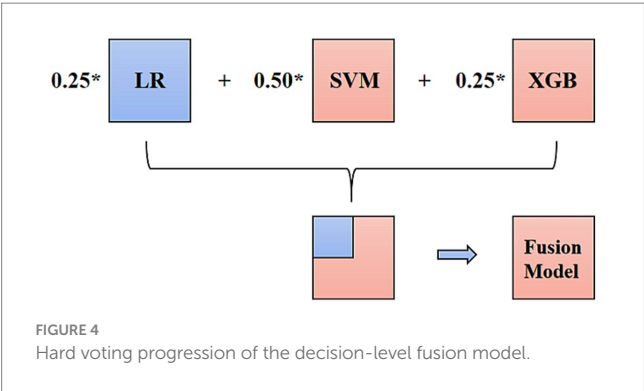 0.25* LR + 0.50* SVM + 0.25* XGB
Fusion
Model
FIGURE 4
Hard voting progression of the decision-level fusion model.